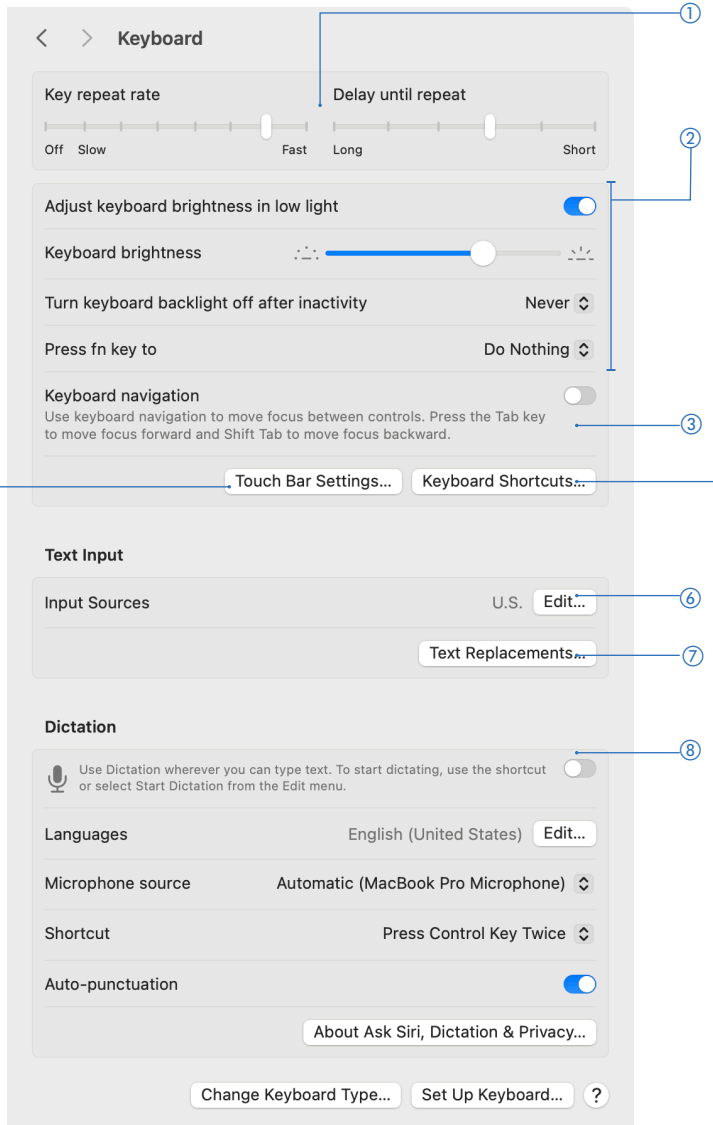 ①
Keyboard
Key repeat rate
Delay until repeat
Off Slow Fast
Long Short
②
Adjust keyboard brightness in low light
Keyboard brightness
Turn keyboard backlight off after inactivity Never
Press fn key to Do Nothing
Keyboard navigation
Use keyboard navigation to move focus between controls. Press the Tab key
to move focus forward and Shift Tab to move focus backward.
③
Touch Bar Settings... Keyboard Shortcuts...
Text Input
Input Sources U.S. Edit...
⑥
Text Replacements...
⑦
Dictation
⑧
Use Dictation wherever you can type text. To start dictating, use the shortcut
or select Start Dictation from the Edit menu.
Languages English (United States) Edit...
Microphone source Automatic (MacBook Pro Microphone)
Shortcut Press Control Key Twice
Auto-punctuation
About Ask Siri, Dictation & Privacy...
Change Keyboard Type... Set Up Keyboard... ?